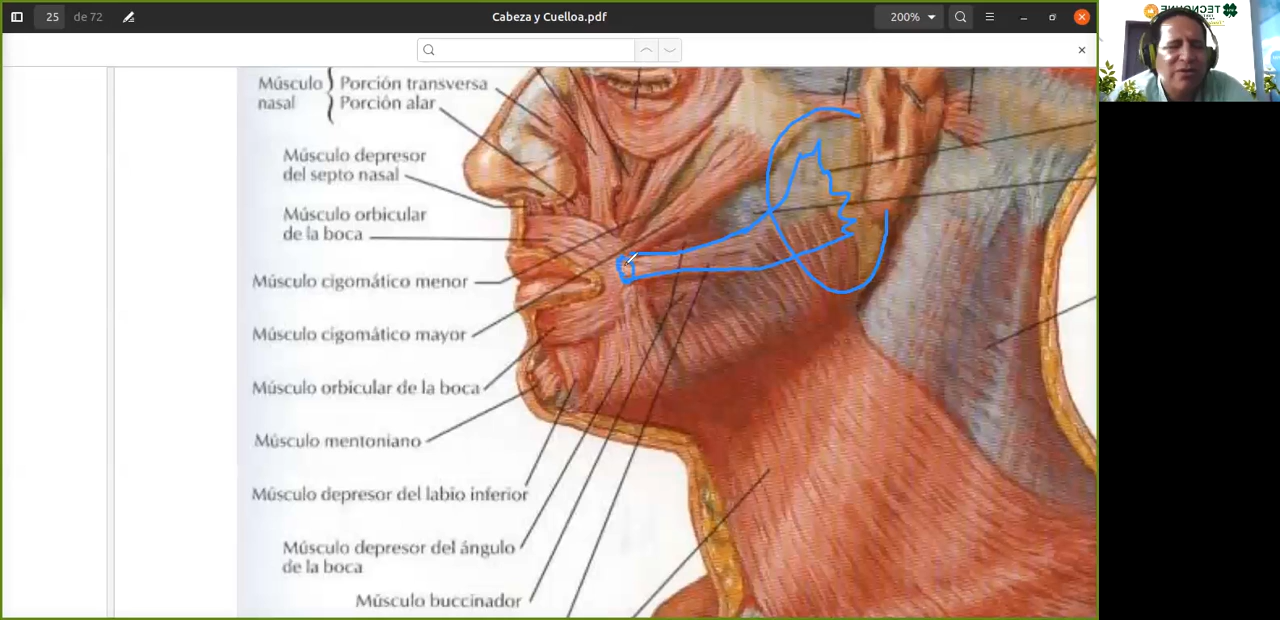 25
de 72
Cabeza y Cuelloa.pdf
200%
TECNONNE
Músculo
nasal
Porción transversa
Porción alar
Músculo depresor
del septo nasal
Músculo orbicular
de la boca
Músculo cigomático menor
Músculo cigomático mayor
Músculo orbicular de la boca
Músculo mentoniano
Músculo depresor del labio inferior
Músculo depresor del ángulo
de la boca
Músculo buccinador